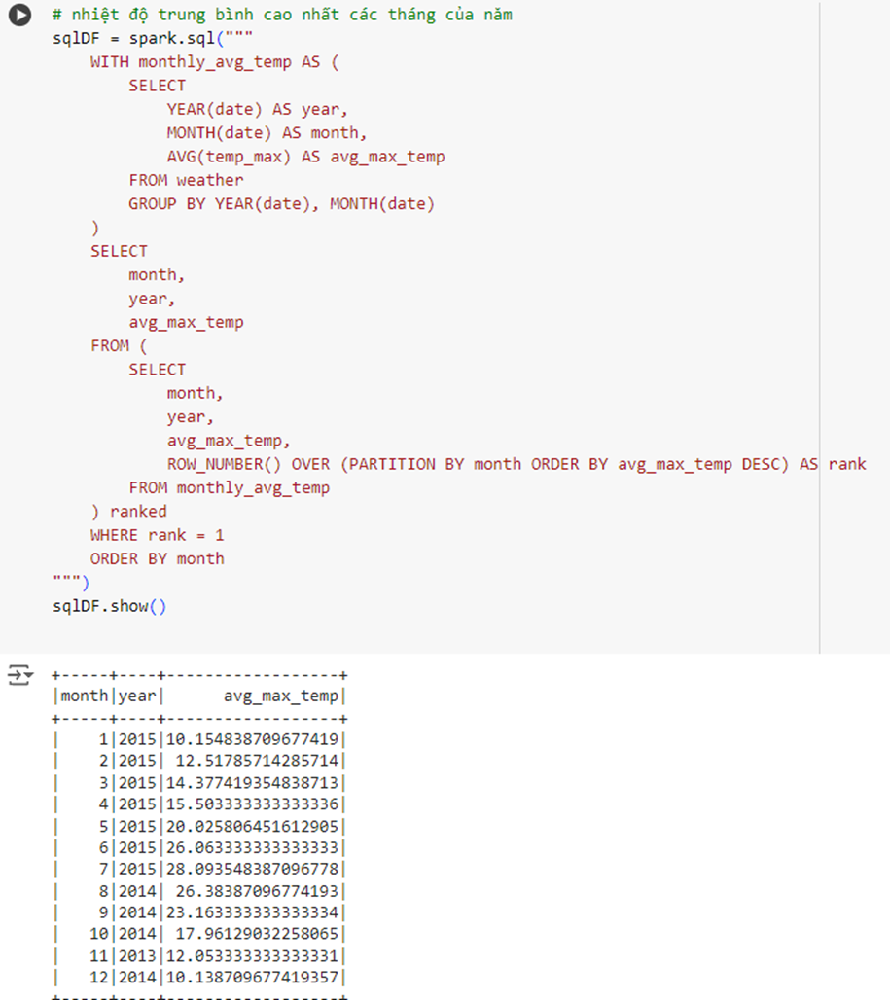 # nhiệt độ trung bình cao nhất các tháng của năm
sqlDF = spark.sql("""
    WITH monthly_avg_temp AS (
        SELECT
            YEAR(date) AS year,
            MONTH(date) AS month,
            AVG(temp_max) AS avg_max_temp
        FROM weather
        GROUP BY YEAR(date), MONTH(date)
    )
    SELECT
        month,
        year,
        avg_max_temp
    FROM (
        SELECT
            month,
            year,
            avg_max_temp,
            ROW_NUMBER() OVER (PARTITION BY month ORDER BY avg_max_temp DESC) AS rank
        FROM monthly_avg_temp
    ) ranked
    WHERE rank = 1
    ORDER BY month
""")
sqlDF.show()
+-----+----+------------------+
|month|year|      avg_max_temp|
+-----+----+------------------+
|    1|2015|10.154838709677419|
|    2|2015| 12.51785714285714|
|    3|2015|14.377419354838713|
|    4|2015|15.503333333333336|
|    5|2015|20.025806451612905|
|    6|2015|26.063333333333333|
|    7|2015|28.093548387096778|
|    8|2014| 26.38387096774193|
|    9|2014|23.163333333333334|
|   10|2014| 17.96129032258065|
|   11|2013|12.053333333333331|
|   12|2014|10.138709677419357|
+-----+----+------------------+